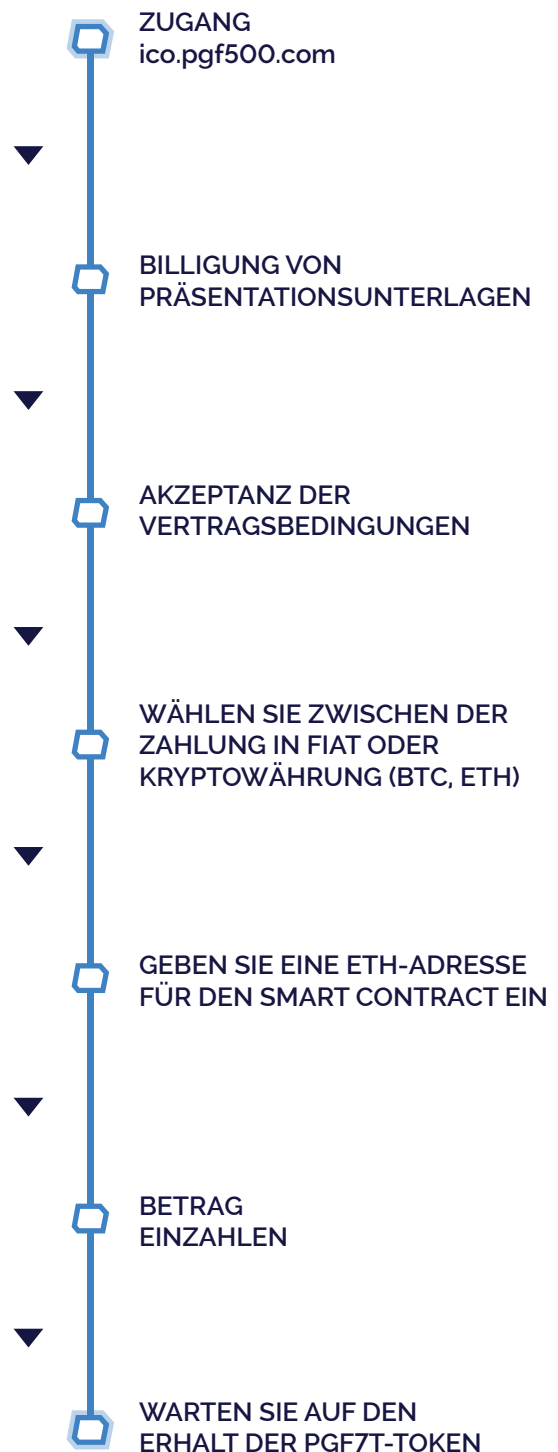 ZUGANG
ico.pgf500.com
BILLIGUNG VON
PRÄSENTATIONSUNTERLAGEN
AKZEPTANZ DER
VERTRAGSBEDINGUNGEN
WÄHLEN SIE ZWISCHEN DER
ZAHLUNG IN FIAT ODER
KRYPTOWÄHRUNG (BTC, ETH)
GEBEN SIE EINE ETH-ADRESSE
FÜR DEN SMART CONTRACT EIN
BETRAG
EINZAHLEN
WARTEN SIE AUF DEN
ERHALT DER PGF7T-TOKEN